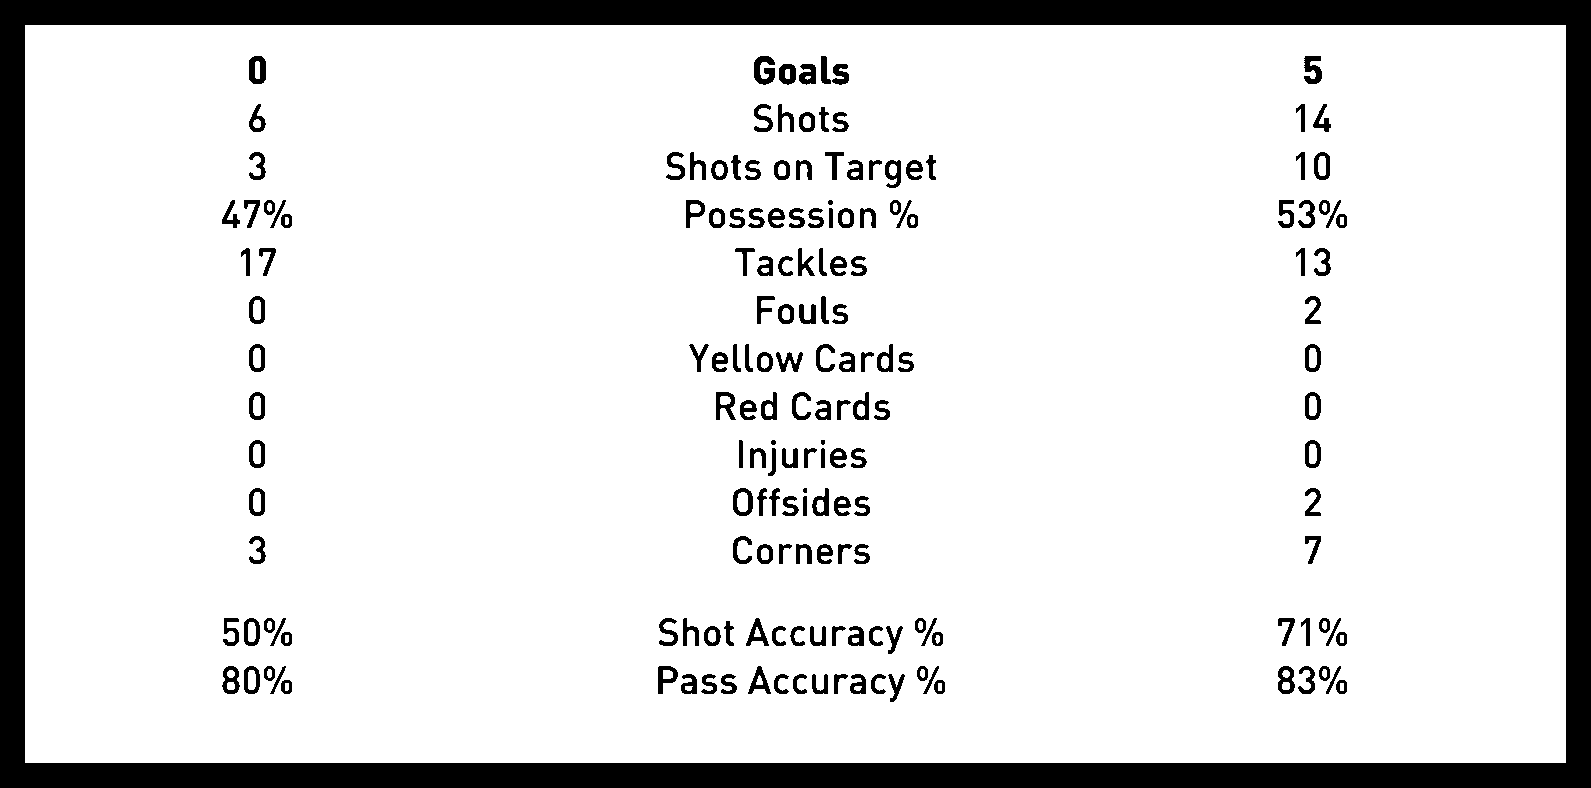 0 Goals 5
6 Shots 14
3 Shots on Target 10
47% Possession % 53%
17 Tackles 13
0 Fouls 2
0 Yellow Cards 0
0 Red Cards 0
0 Injuries 0
0 Offsides 2
3 Corners 7
50% Shot Accuracy % 71%
80% Pass Accuracy % 83%